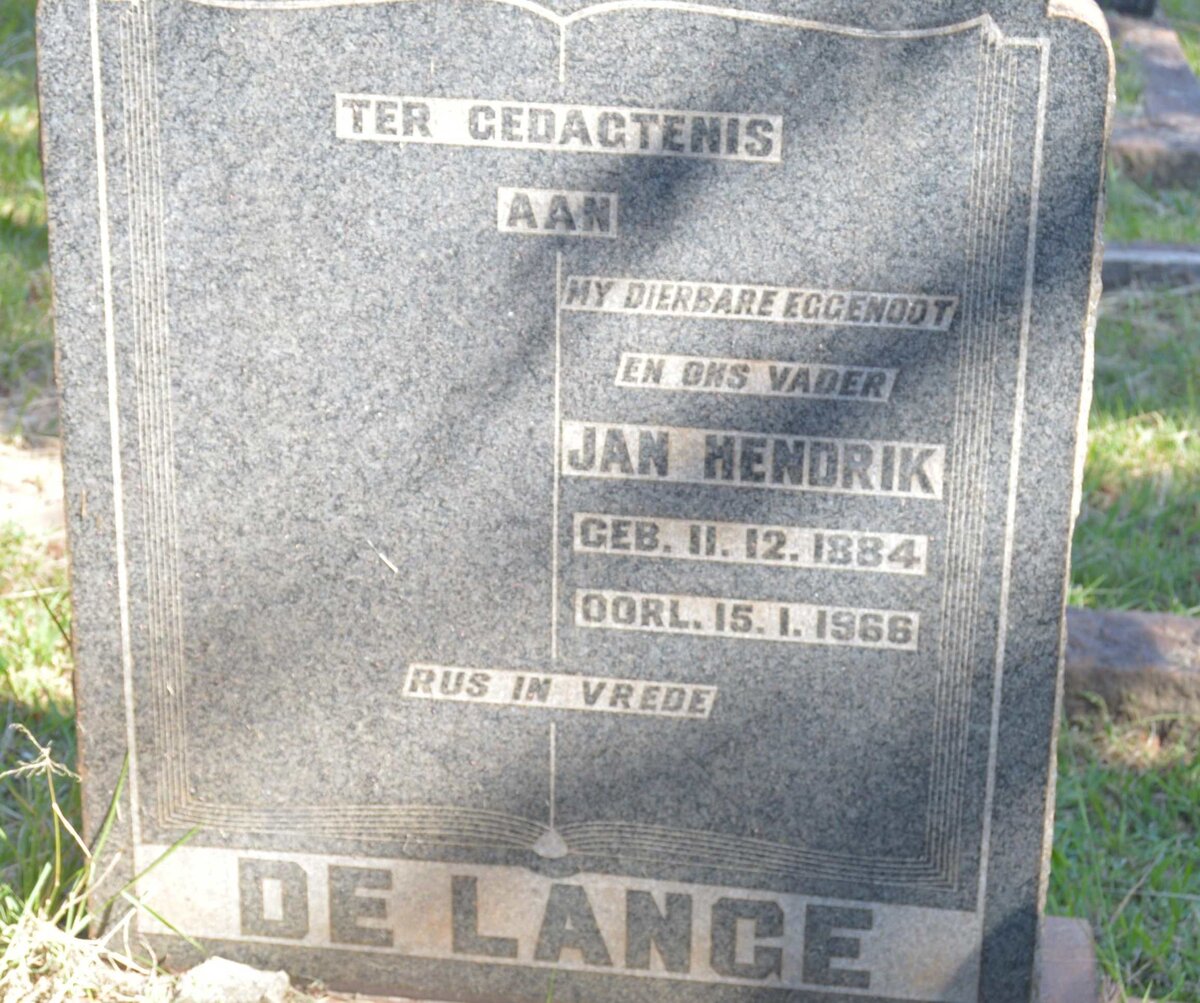 TER GEDAGTENIS
AAN
MY DIERBARE EGGENOOT
EN ONS VADER
JAN HENDRIK
GEB. 11. 12. 1884
OORL. 15. 1. 1966
RUS IN VREDE
DE LANGE